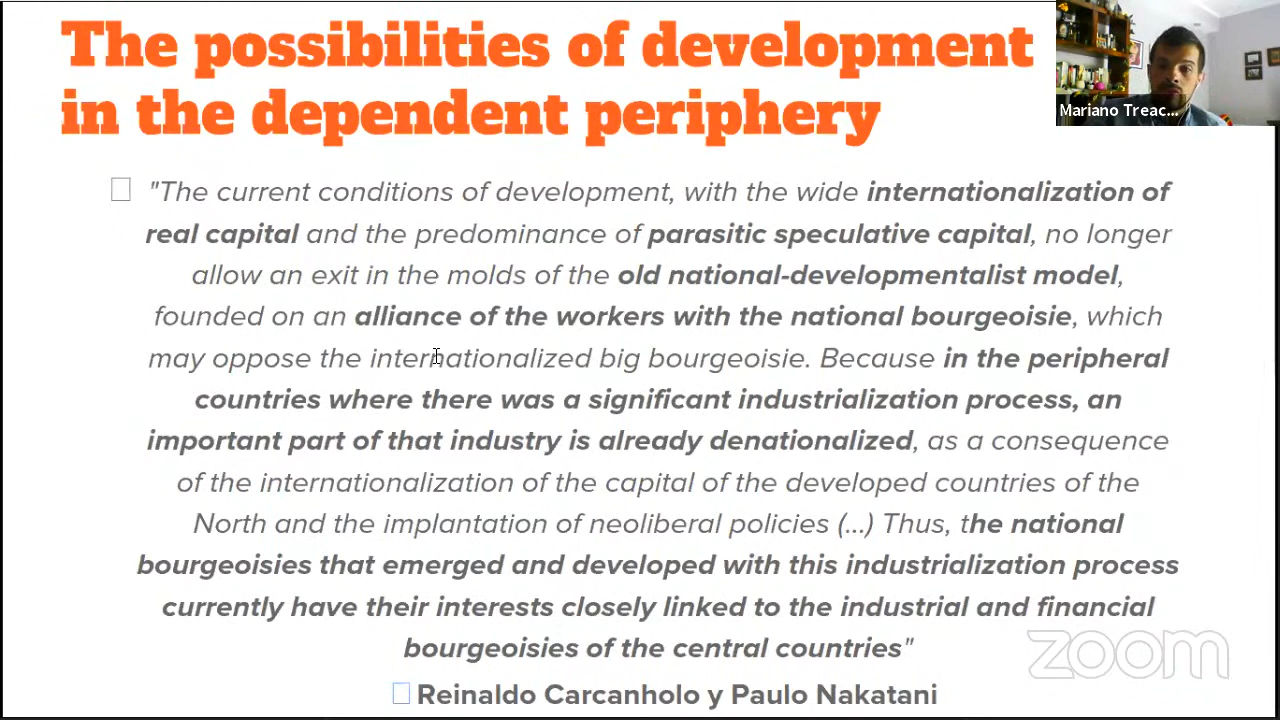 The possibilities of development
in the dependent periphery
Mariano Treac...
"The current conditions of development, with the wide internationalization of
real capital and the predominance of parasitic speculative capital, no longer
allow an exit in the molds of the old national-developmentalist model,
founded on an alliance of the workers with the national bourgeoisie, which
may oppose the internationalized big bourgeoisie. Because in the peripheral
countries where there was a significant industrialization process, an
important part of that industry is already denationalized, as a consequence
of the internationalization of the capital of the developed countries of the
North and the implantation of neoliberal policies (...) Thus, the national
bourgeoisies that emerged and developed with this industrialization process
currently have their interests closely linked to the industrial and financial
bourgeoisies of the central countries"
zoom
Reinaldo Carcanholo y Paulo Nakatani